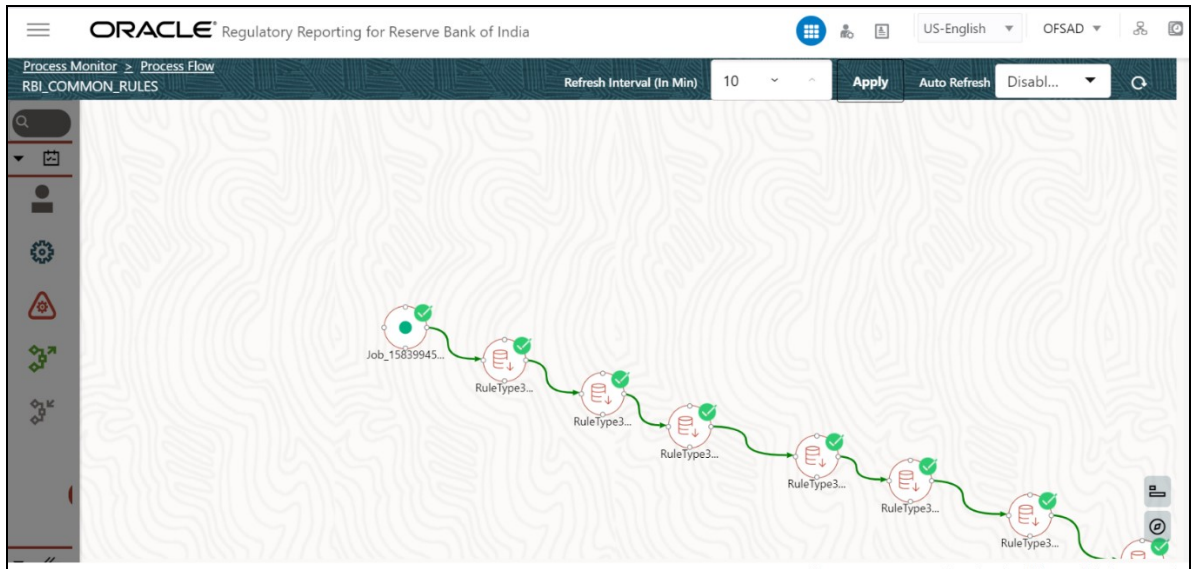 ORACLE® Regulatory Reporting for Reserve Bank of India
US-English
OFSAD
Process Monitor > Process Flow
RBI_COMMON_RULES
Refresh Interval (In Min)
10
Apply
Auto Refresh
Disabl...
Job_15839945...
RuleType3...
RuleType3...
RuleType3...
RuleType3...
RuleType3...
RuleType3...